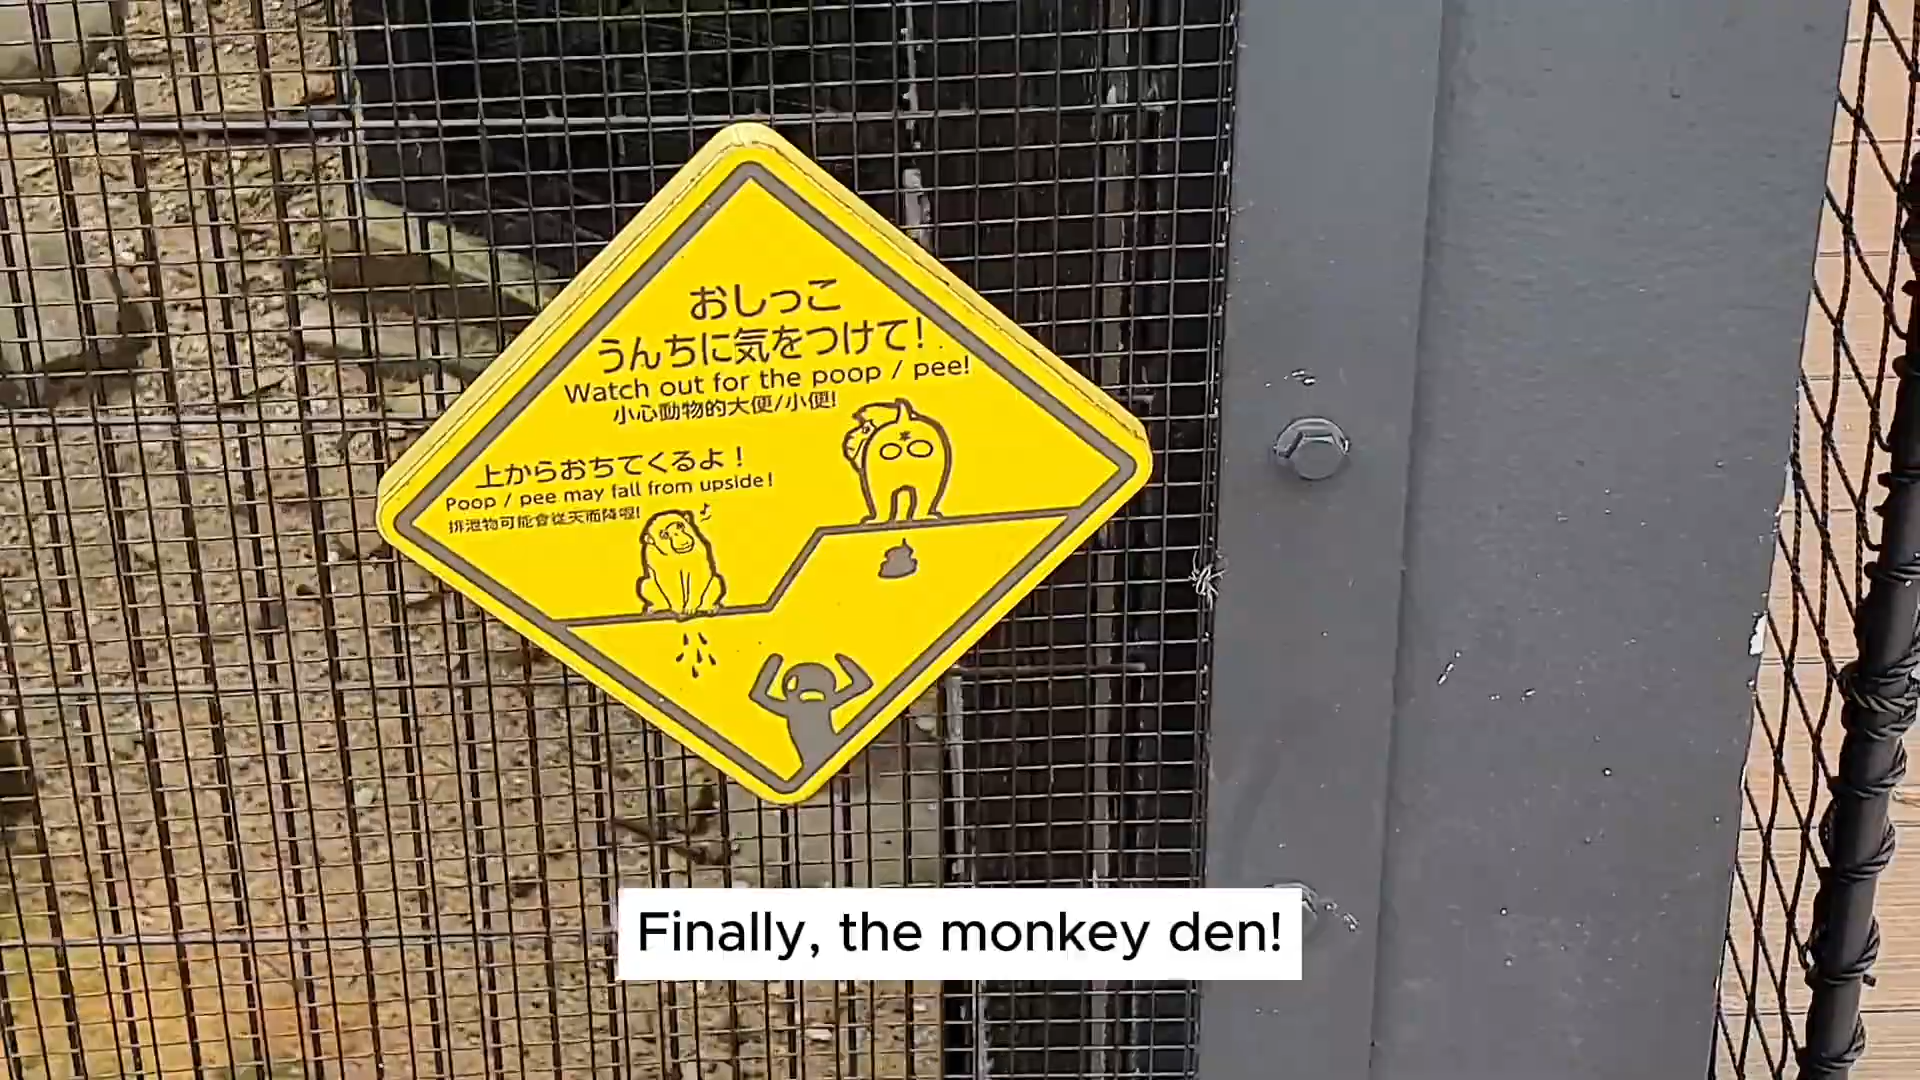 おしっこ
うんちに気をつけて!
Watch out for the poop / pee!
小心動物的大便/小便!
上からおちてくるよ!
Poop / pee may fall from upside!
排泄物可能會從天而降喔!
Finally, the monkey den!